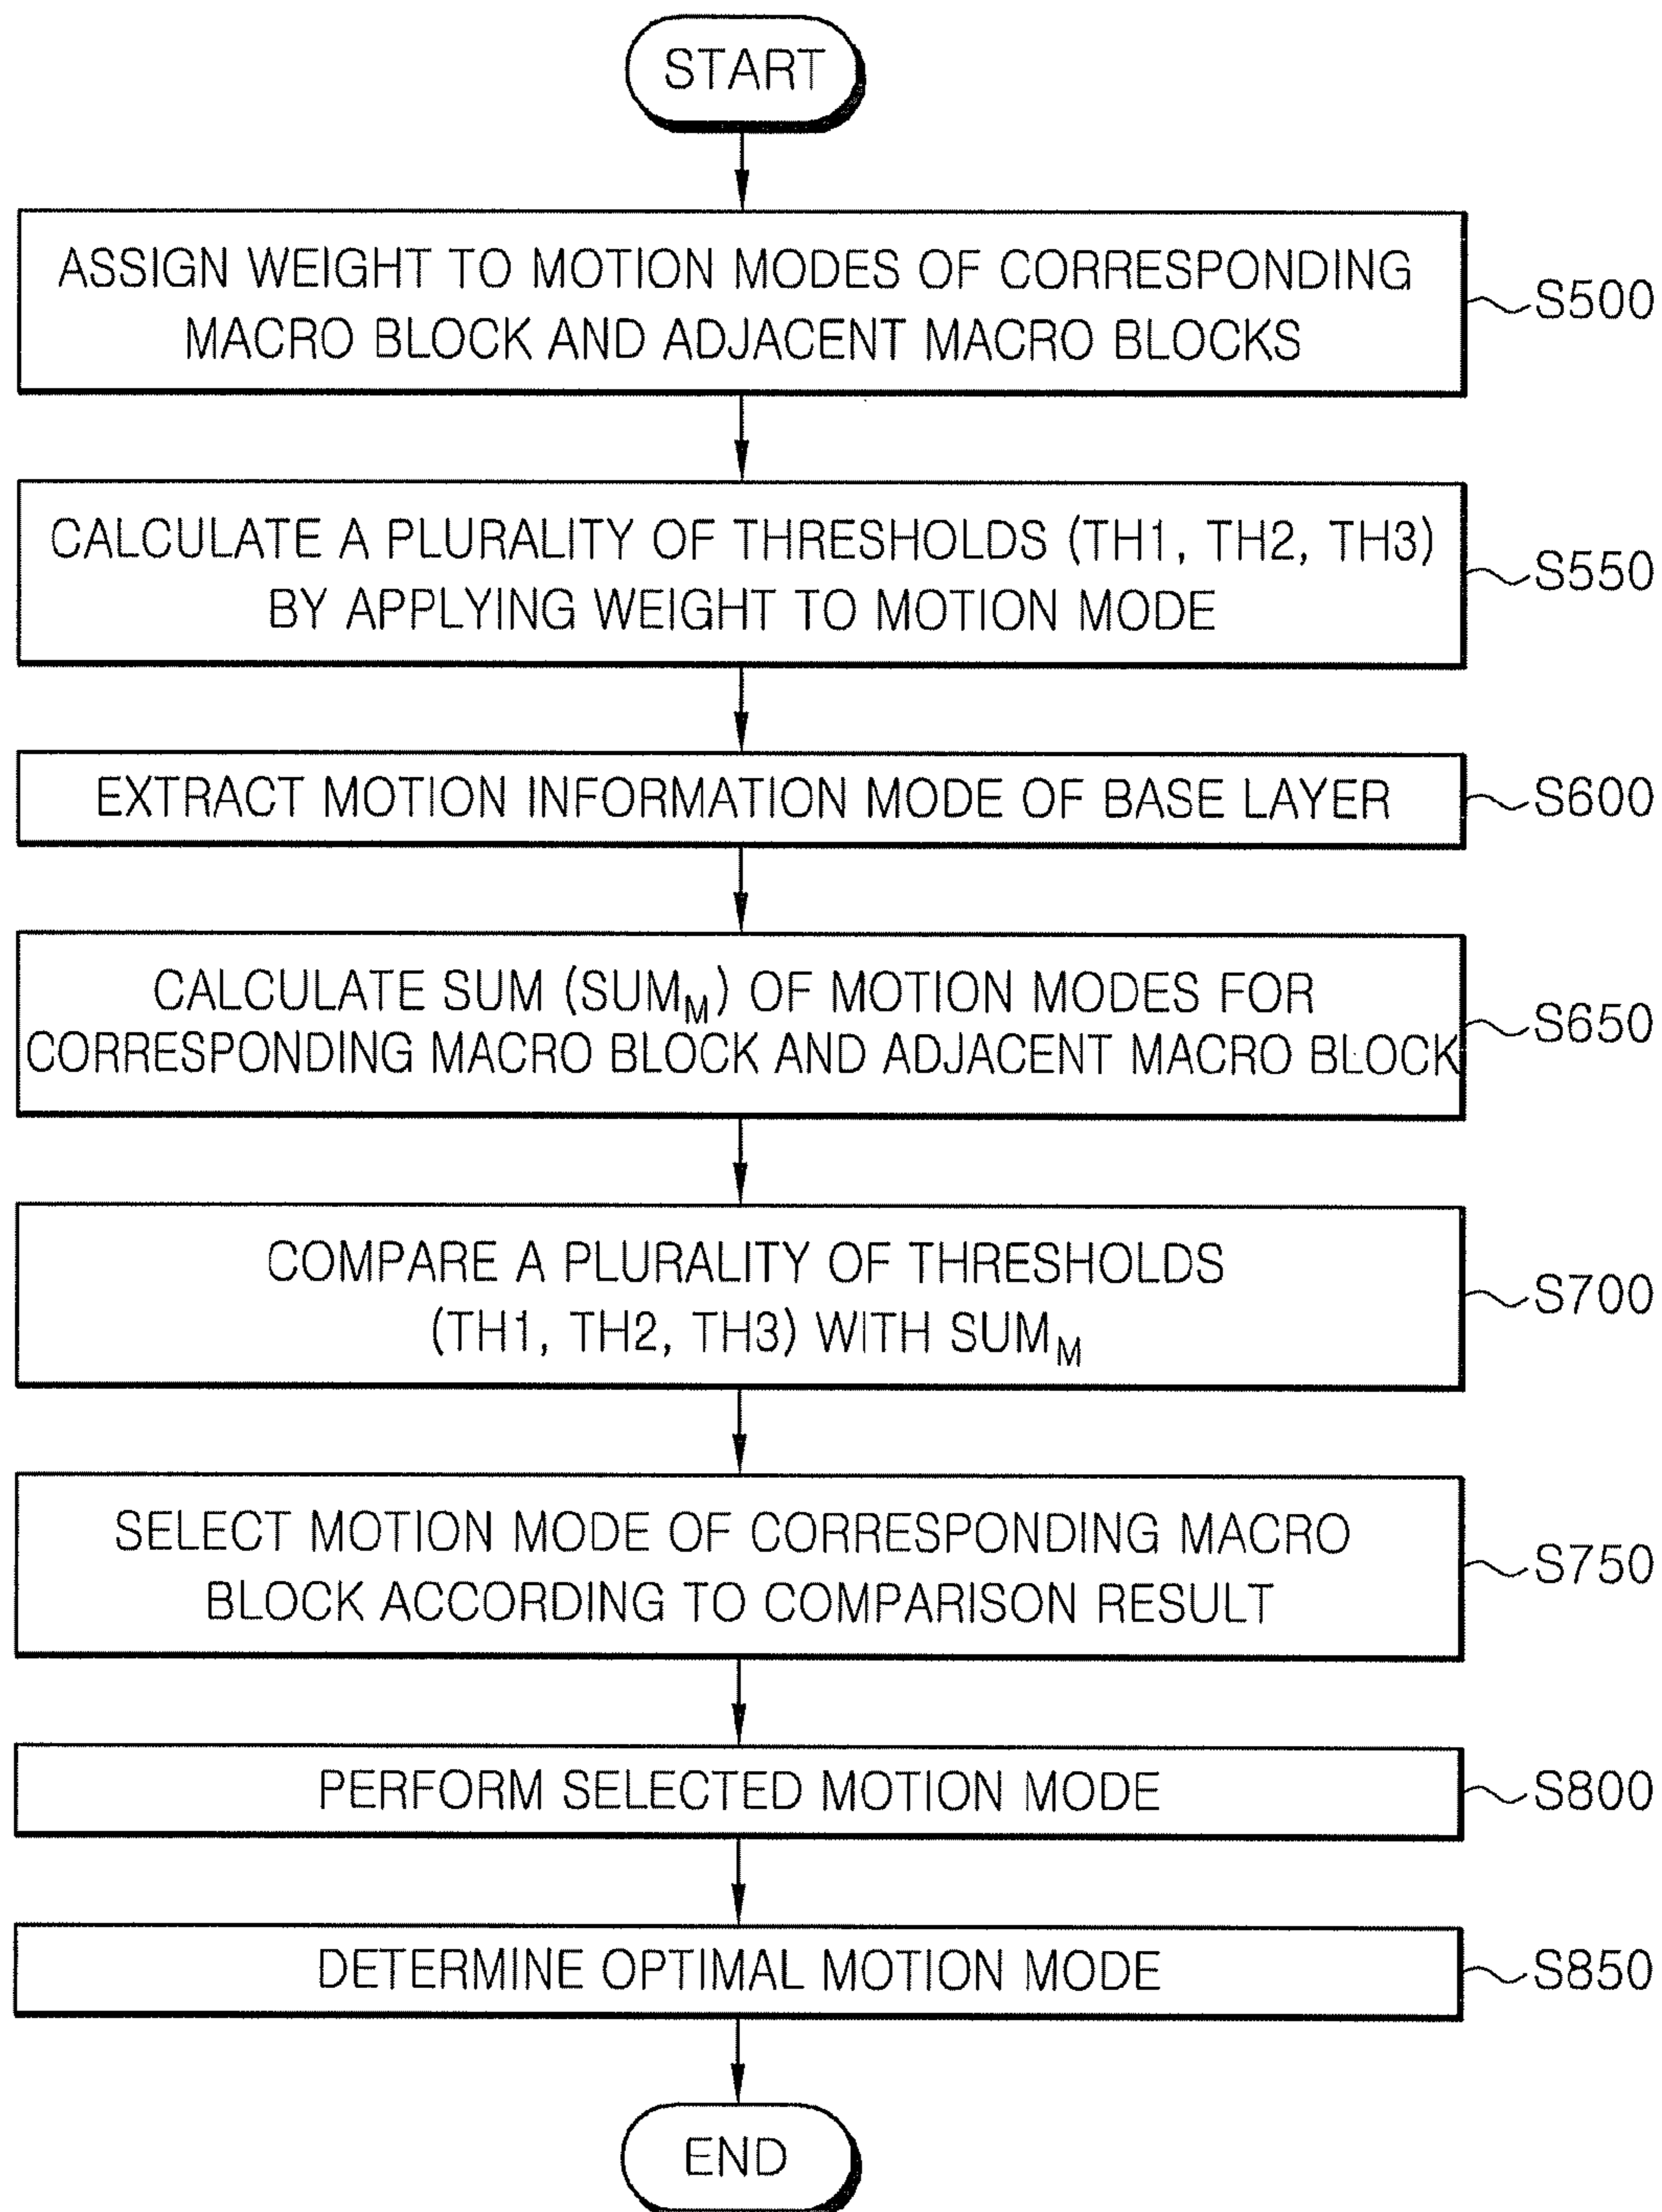 START
ASSIGN WEIGHT TO MOTION MODES OF CORRESPONDING
MACRO BLOCK AND ADJACENT MACRO BLOCKS
S500
CALCULATE A PLURALITY OF THRESHOLDS (TH1, TH2, TH3)
BY APPLYING WEIGHT TO MOTION MODE
S550
EXTRACT MOTION INFORMATION MODE OF BASE LAYER
S600
CALCULATE SUM (SUM_M) OF MOTION MODES FOR
CORRESPONDING MACRO BLOCK AND ADJACENT MACRO BLOCK
S650
COMPARE A PLURALITY OF THRESHOLDS
(TH1, TH2, TH3) WITH SUM_M
S700
SELECT MOTION MODE OF CORRESPONDING MACRO
BLOCK ACCORDING TO COMPARISON RESULT
S750
PERFORM SELECTED MOTION MODE
S800
DETERMINE OPTIMAL MOTION MODE
S850
END